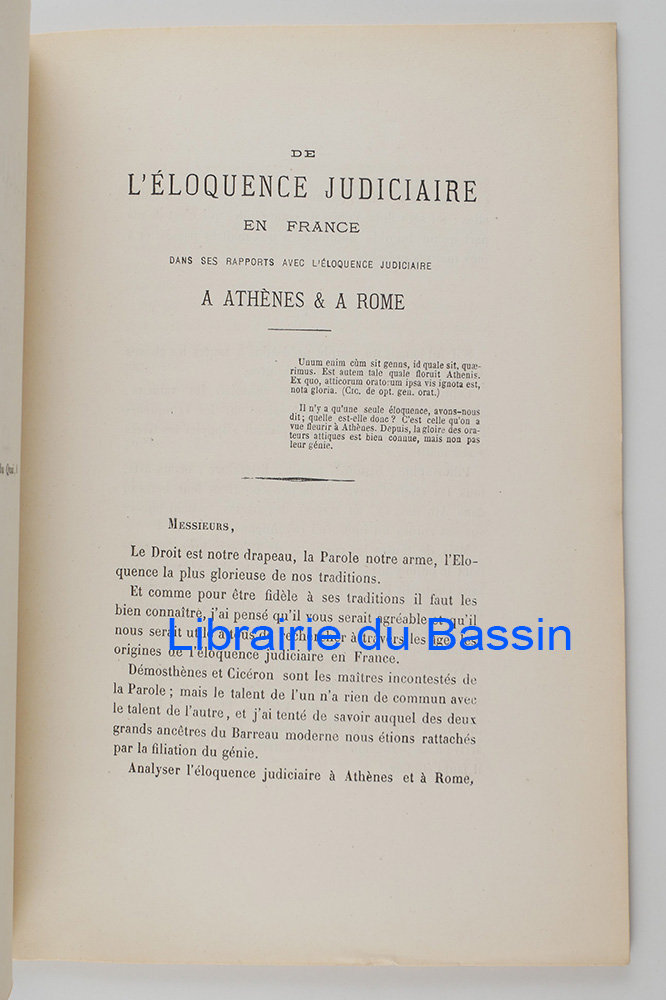 DE
L'ÉLOQUENCE JUDICIAIRE
EN FRANCE
DANS SES RAPPORTS AVEC L'ÉLOQUENCE JUDICIAIRE
A ATHÈNES & A ROME
Unum enim cùm sit genus, id quale sit, quæ-
rimus. Est autem tale quale floruit Athenis.
Ex quo, atticorum oratorum ipsa vis ignota est,
nota gloria. (CIC. de opt. gen. orat.)
Il n'y a qu'une seule éloquence, avons-nous
dit; quelle est-elle donc? C'est celle qu'on a
vue fleurir à Athènes. Depuis, la gloire des ora-
teurs attiques est bien connue, mais non pas
leur génie.
MESSIEURS,
Le Droit est notre drapeau, la Parole notre arme, l'Elo-
quence la plus glorieuse de nos traditions.
Et comme pour être fidèle à ses traditions il faut les
bien connaître, j'ai pensé qu'il vous serait agréable et qu'il
nous serait utile à tous de rechercher à travers les âges les
origines de l'éloquence judiciaire en France.
Librairie du Bassin
Démosthènes et Cicéron sont les maîtres incontestés de
la Parole; mais le talent de l'un n'a rien de commun avec
le talent de l'autre, et j'ai tenté de savoir auquel des deux
grands ancêtres du Barreau moderne nous étions rattachés
par la filiation du génie.
Analyser l'éloquence judiciaire à Athènes et à Rome,